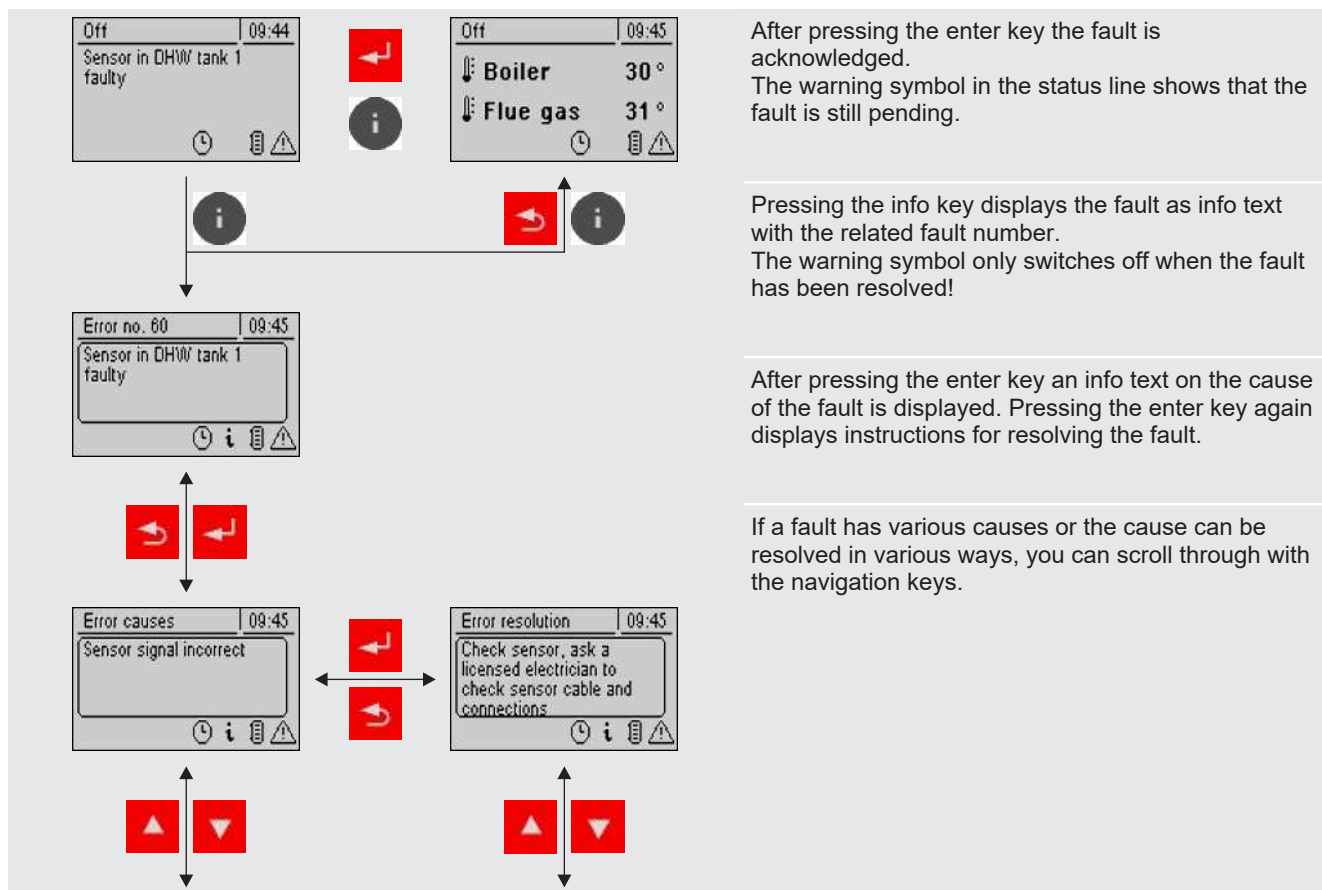 Off 09:44
Sensor in DHW tank 1
faulty
i
Off 09:45
Boiler 30°
Flue gas 31°
After pressing the enter key the fault is
acknowledged.
The warning symbol in the status line shows that the
fault is still pending.
i
i
Pressing the info key displays the fault as info text
with the related fault number.
The warning symbol only switches off when the fault
has been resolved!
Error no. 60 09:45
Sensor in DHW tank 1
faulty
i
After pressing the enter key an info text on the cause
of the fault is displayed. Pressing the enter key again
displays instructions for resolving the fault.
If a fault has various causes or the cause can be
resolved in various ways, you can scroll through with
the navigation keys.
Error causes 09:45
Sensor signal incorrect
i
Error resolution 09:45
Check sensor, ask a
licensed electrician to
check sensor cable and
connections
i